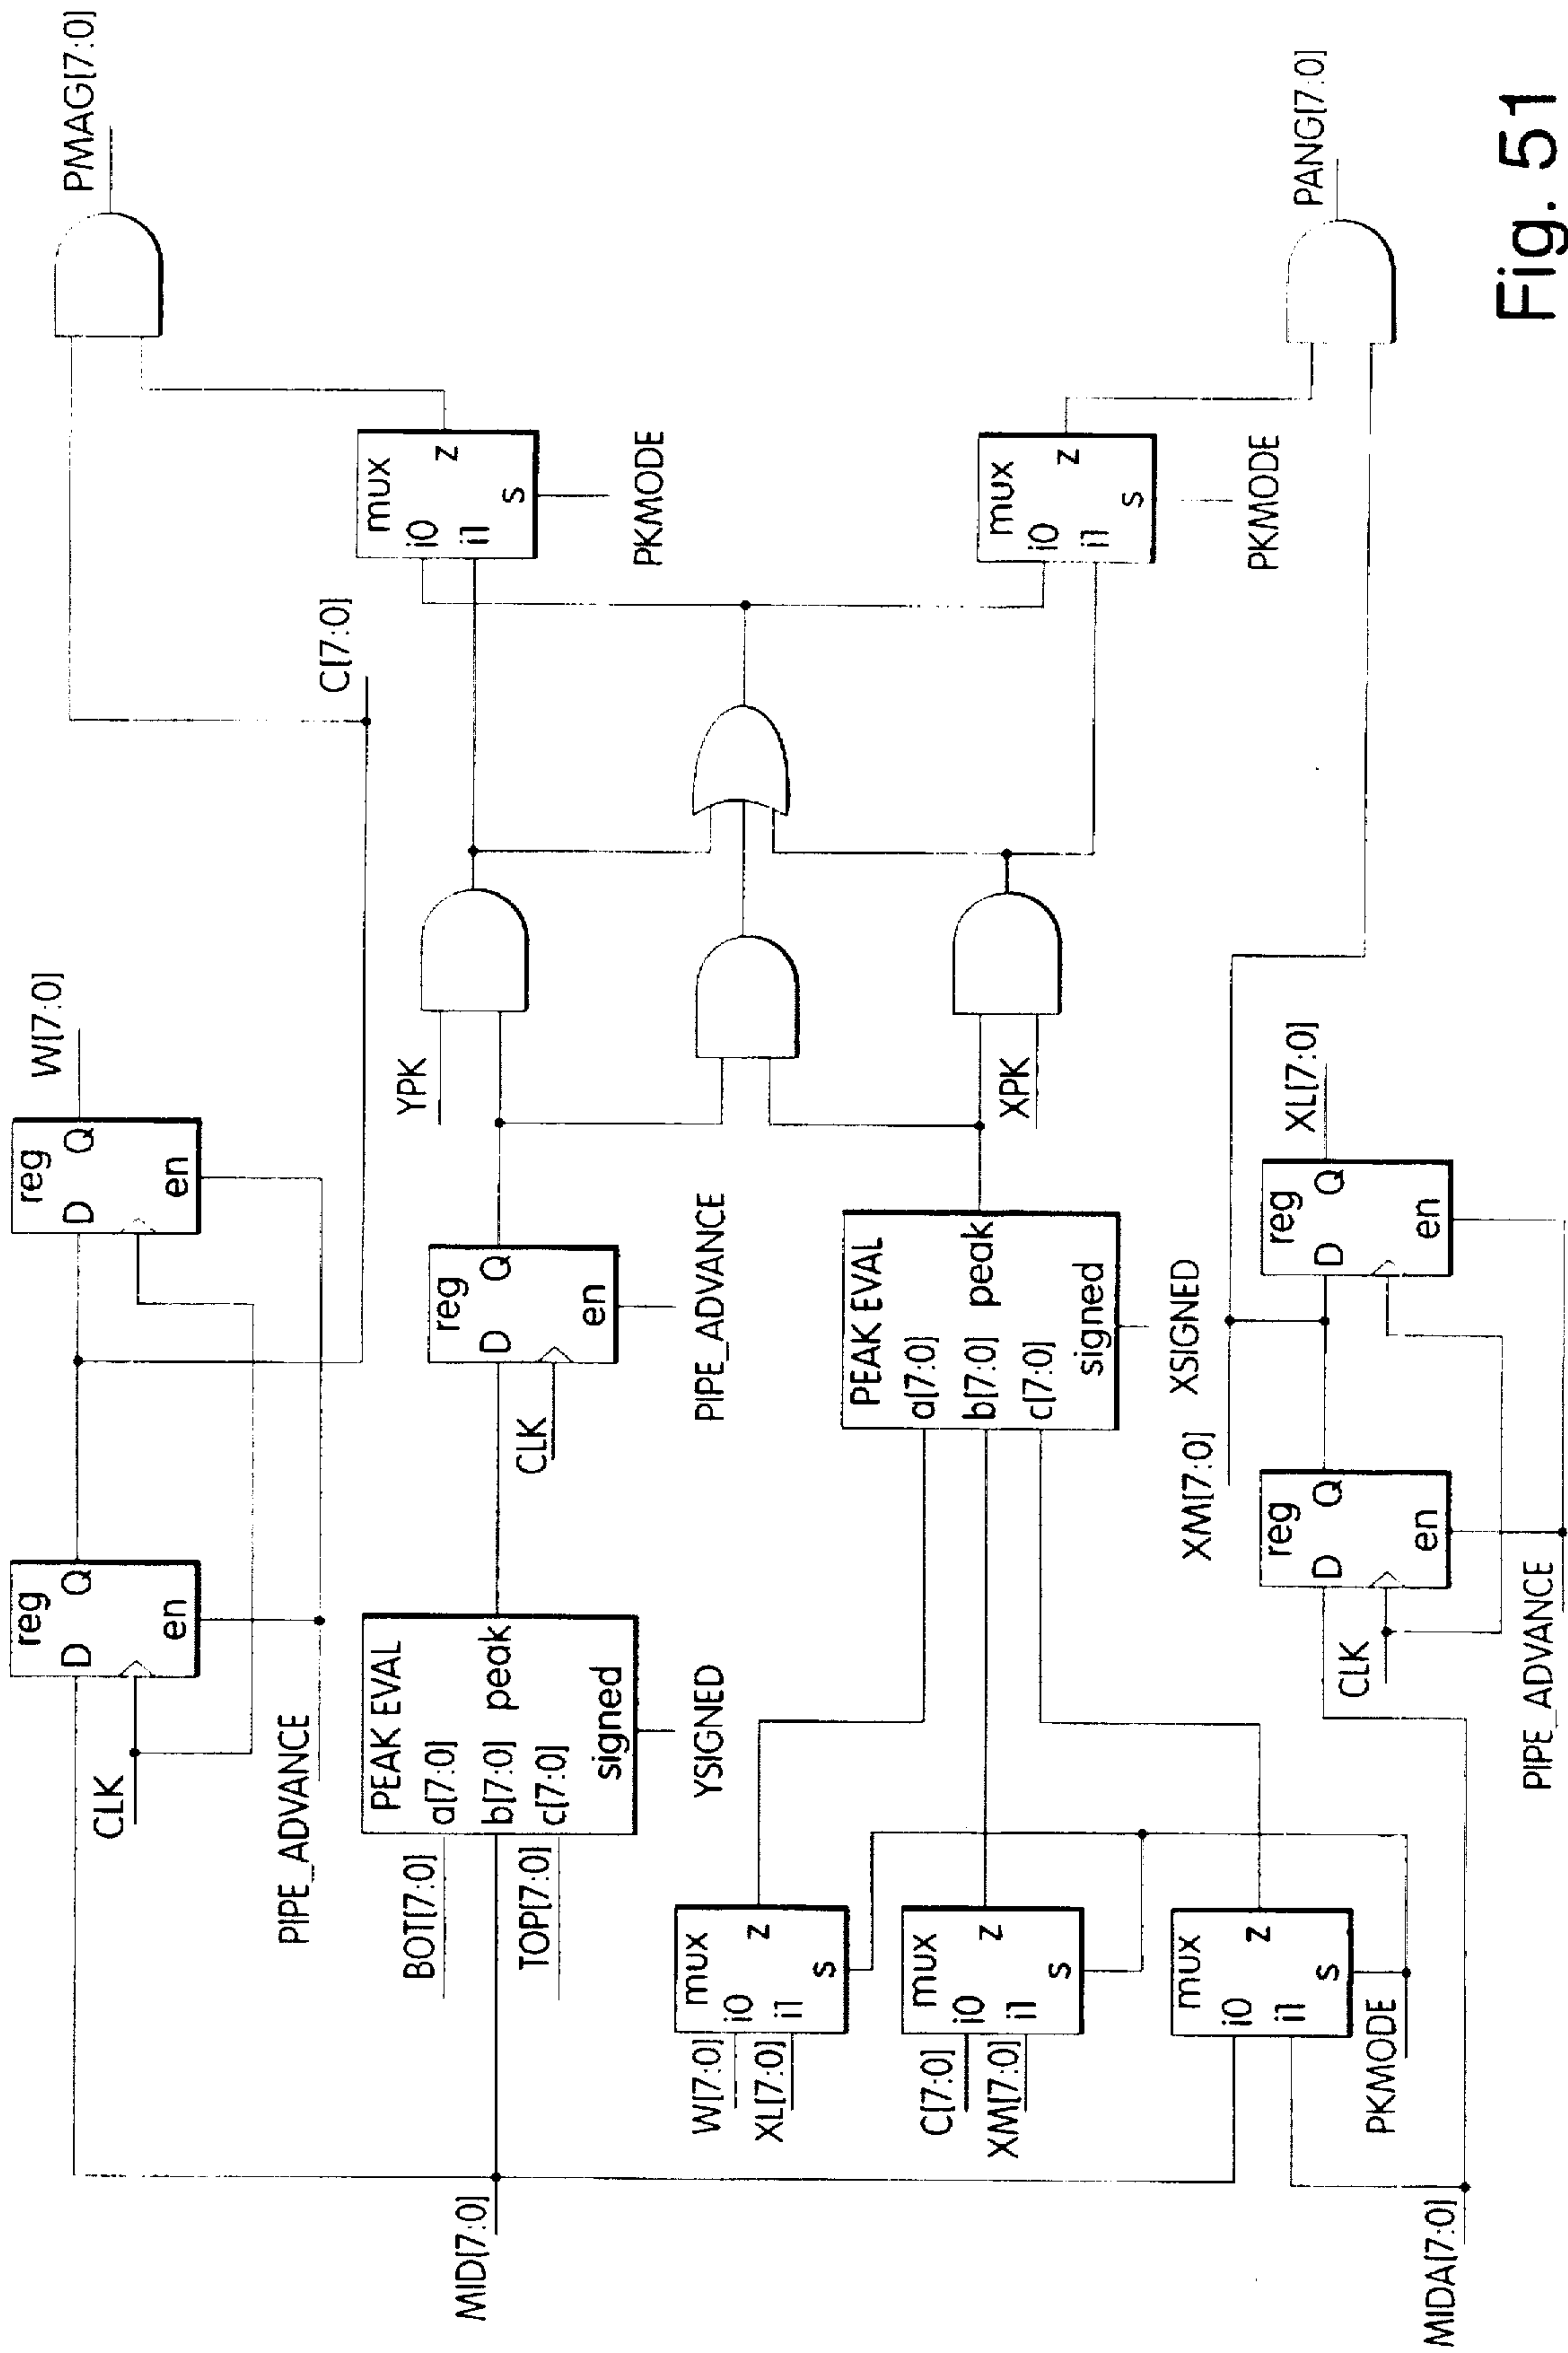 PMAG[7:0]
W[7:0]
C[7:0]
reg
D
Q
en
CLK
PIPE_ADVANCE
reg
D
Q
en
mux
i0
i1
z
s
PKMODE
BOT[7:0]
MID[7:0]
TOP[7:0]
PEAK EVAL
a[7:0]
b[7:0]
c[7:0]
peak
signed
YSIGNED
reg
D
Q
en
CLK
PIPE_ADVANCE
YPK
XPK
W[7:0]
XL[7:0]
mux
i0
i1
z
s
C[7:0]
XM[7:0]
mux
i0
i1
z
s
mux
i0
i1
z
s
PKMODE
PEAK EVAL
a[7:0]
b[7:0]
c[7:0]
peak
signed
XSIGNED
mux
i0
i1
z
s
PKMODE
PANG[7:0]
XM[7:0]
XL[7:0]
reg
D
Q
en
CLK
PIPE_ADVANCE
reg
D
Q
en
MIDA[7:0]
Fig. 51